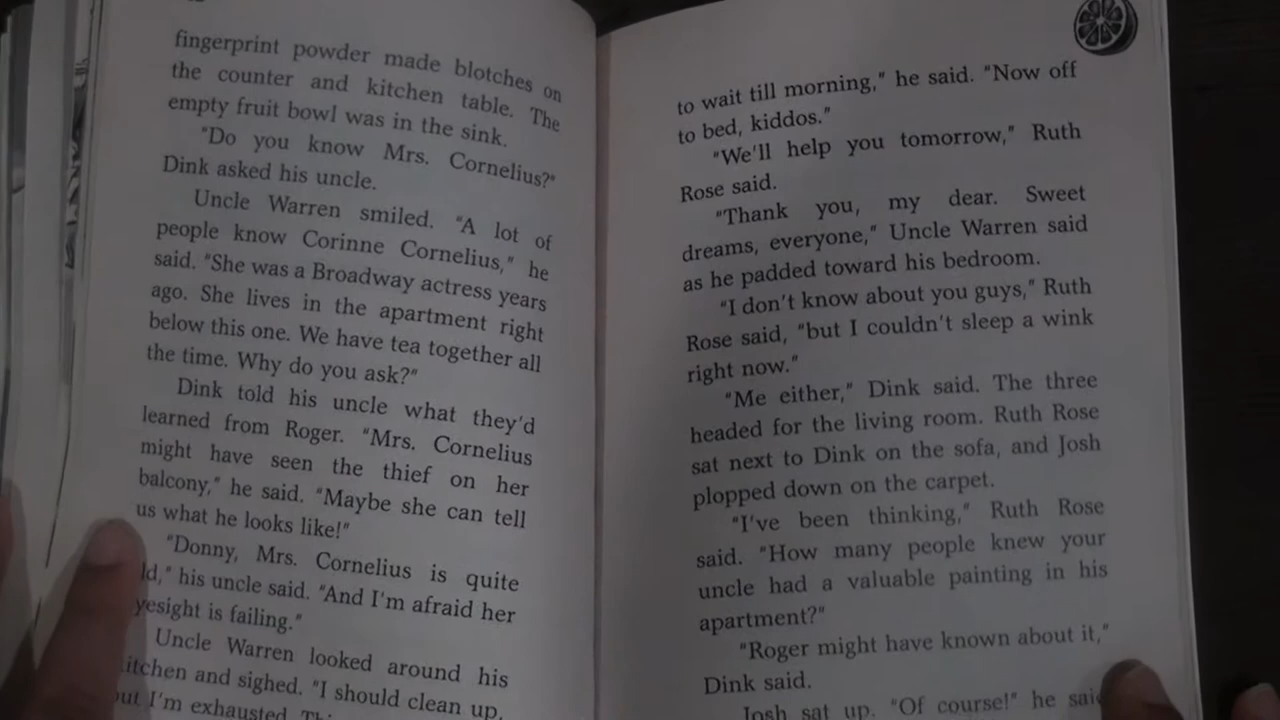 fingerprint powder made blotches on
the counter and kitchen table. The
empty fruit bowl was in the sink.
"Do you know Mrs. Cornelius?"
Dink asked his uncle.
Uncle Warren smiled. "A lot of
people know Corinne Cornelius," he
said. "She was a Broadway actress years
ago. She lives in the apartment right
below this one. We have tea together all
the time. Why do you ask?"
Dink told his uncle what they'd
learned from Roger. "Mrs. Cornelius
might have seen the thief on her
balcony," he said. "Maybe she can tell
us what he looks like!"
"Donny, Mrs. Cornelius is quite
ld," his uncle said. "And I'm afraid her
yesight is failing."
Uncle Warren looked around his
itchen and sighed. "I should clean up,
ut I'm exhausted.
to wait till morning," he said. "Now off
to bed, kiddos."
"We'll help you tomorrow," Ruth
Rose said.
"Thank you, my dear. Sweet
dreams, everyone," Uncle Warren said
as he padded toward his bedroom.
"I don't know about you guys," Ruth
Rose said, "but I couldn't sleep a wink
right now."
"Me either," Dink said. The three
headed for the living room. Ruth Rose
sat next to Dink on the sofa, and Josh
plopped down on the carpet.
"I've been thinking," Ruth Rose
said. "How many people knew your
uncle had a valuable painting in his
apartment?"
"Roger might have known about it,"
Dink said.
Josh sat up. "Of course!" he said